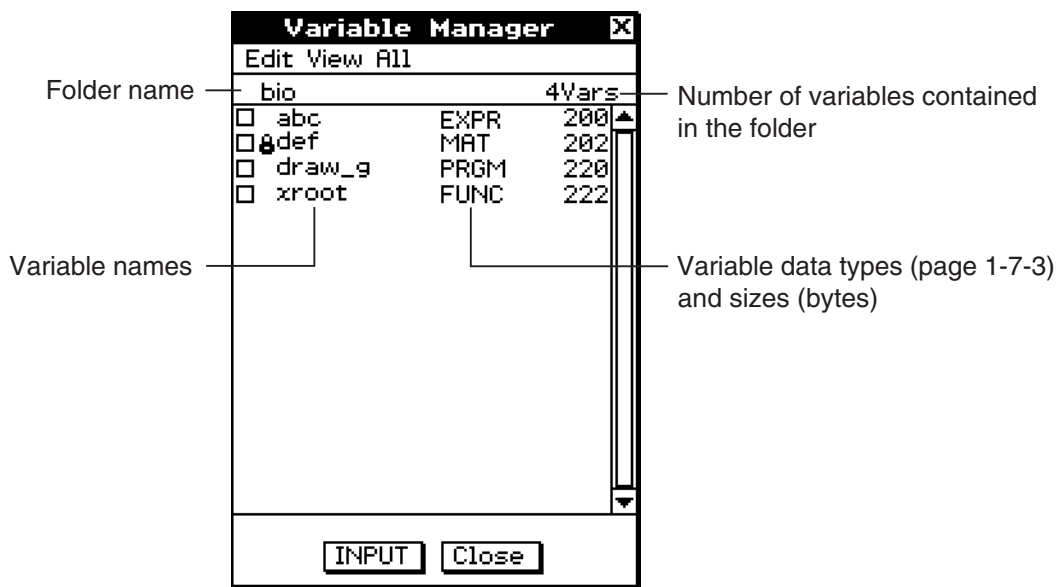 Variable Manager X
Edit View All
Folder name
bio 4Vars
Number of variables contained
in the folder
abc EXPR 200
def MAT 202
draw_g PRGM 220
xroot FUNC 222
Variable names
Variable data types (page 1-7-3)
and sizes (bytes)
INPUT Close